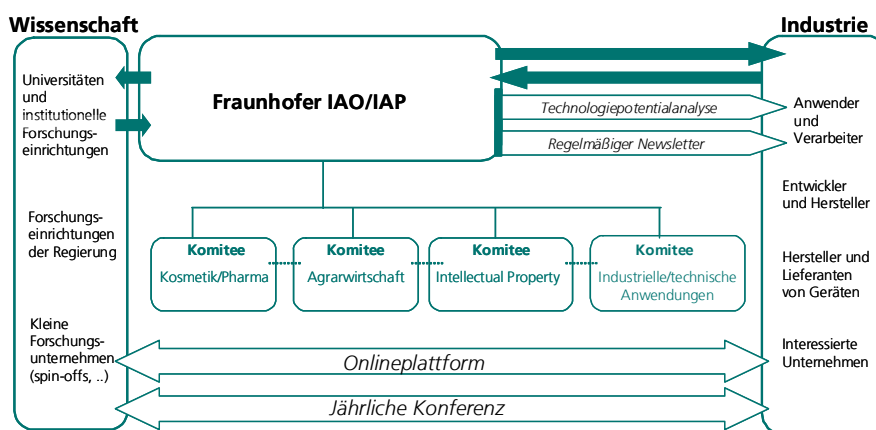 Wissenschaft
Industrie
Universitäten
und
institutionelle
Forschungs-
einrichtungen
Forschungs-
einrichtungen
der Regierung
Kleine
Forschungs-
unternehmen
(spin-offs, ..)
Fraunhofer IAO/IAP
Technologiepotentialanalyse
Regelmäßiger Newsletter
Komitee
Kosmetik/Pharma
Komitee
Agrarwirtschaft
Komitee
Intellectual Property
Komitee
Industrielle/technische
Anwendungen
Anwender
und
Verarbeiter
Entwickler
und Hersteller
Hersteller und
Lieferanten
von Geräten
Interessierte
Unternehmen
Onlineplattform
Jährliche Konferenz